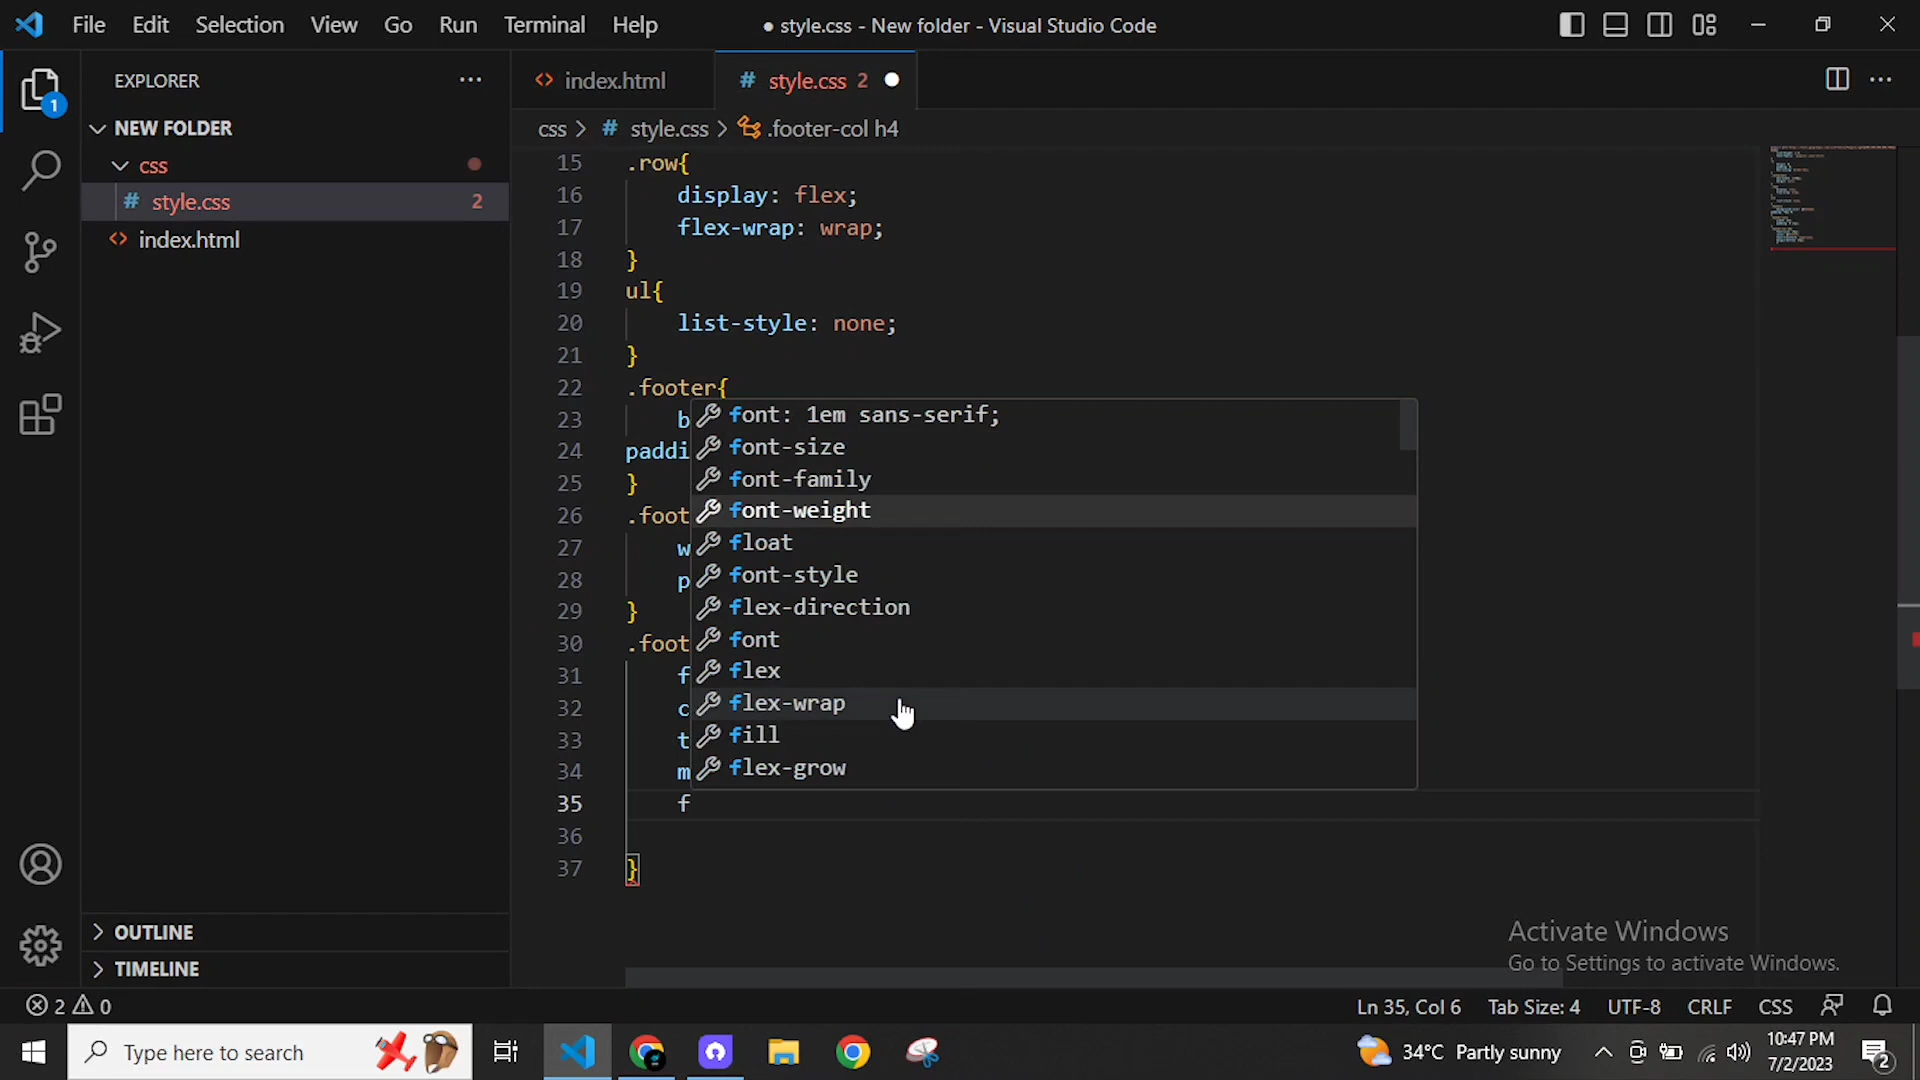 File Edit Selection View Go Run Terminal Help
● style.css - New folder - Visual Studio Code
EXPLORER
index.html
# style.css 2
NEW FOLDER
css > # style.css > .footer-col h4
css
# style.css 2
index.html
15 .row{
16 display: flex;
17 flex-wrap: wrap;
18 }
19 ul{
20 list-style: none;
21 }
22 .footer{
23 b
24 paddi
25 }
26 .foot
27 w
28 p
29 }
30 .foot
31 f
32 c
33 t
34 m
35 f
36
37 }
font: 1em sans-serif;
font-size
font-family
font-weight
float
font-style
flex-direction
font
flex
flex-wrap
fill
flex-grow
1
OUTLINE
TIMELINE
Activate Windows
Go to Settings to activate Windows.
2 0
Ln 35, Col 6 Tab Size: 4 UTF-8 CRLF CSS
Type here to search
34°C Partly sunny
10:47 PM
7/2/2023
2